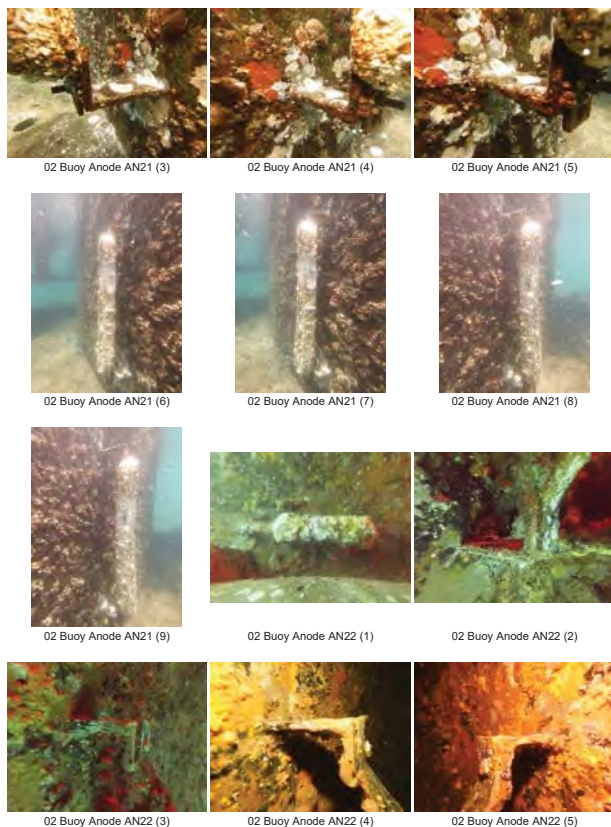 02 Buoy Anode AN21 (3)
02 Buoy Anode AN21 (4)
02 Buoy Anode AN21 (5)
02 Buoy Anode AN21 (6)
02 Buoy Anode AN21 (7)
02 Buoy Anode AN21 (8)
02 Buoy Anode AN21 (9)
02 Buoy Anode AN22 (1)
02 Buoy Anode AN22 (2)
02 Buoy Anode AN22 (3)
02 Buoy Anode AN22 (4)
02 Buoy Anode AN22 (5)